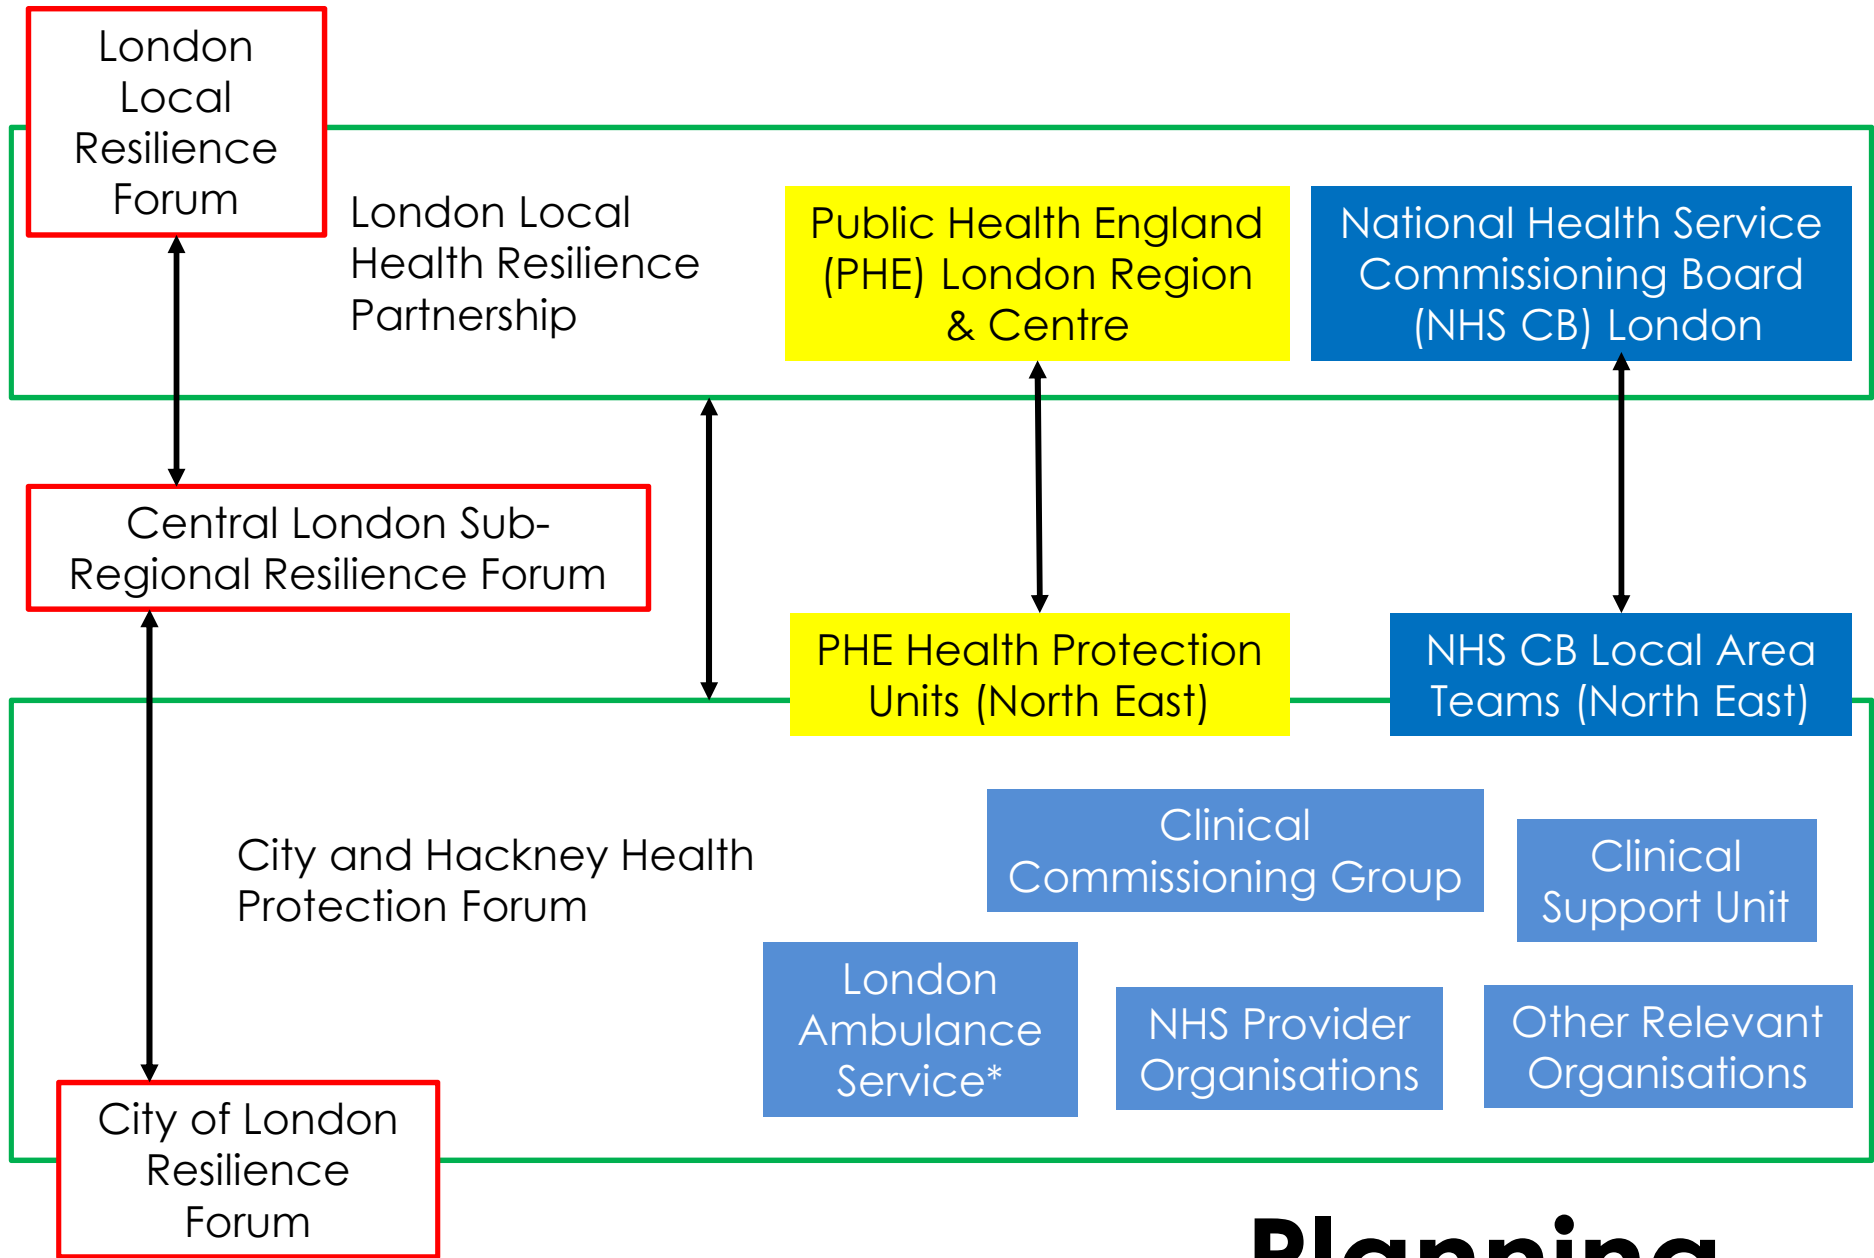 London
Local
Resilience
Forum
London Local
Health Resilience
Partnership
Public Health England
(PHE) London Region
& Centre
National Health Service
Commissioning Board
(NHS CB) London
Central London Sub-
Regional Resilience Forum
PHE Health Protection
Units (North East)
NHS CB Local Area
Teams (North East)
City and Hackney Health
Protection Forum
Clinical
Commissioning Group
Clinical
Support Unit
London
Ambulance
Service*
NHS Provider
Organisations
Other Relevant
Organisations
City of London
Resilience
Forum
Planning